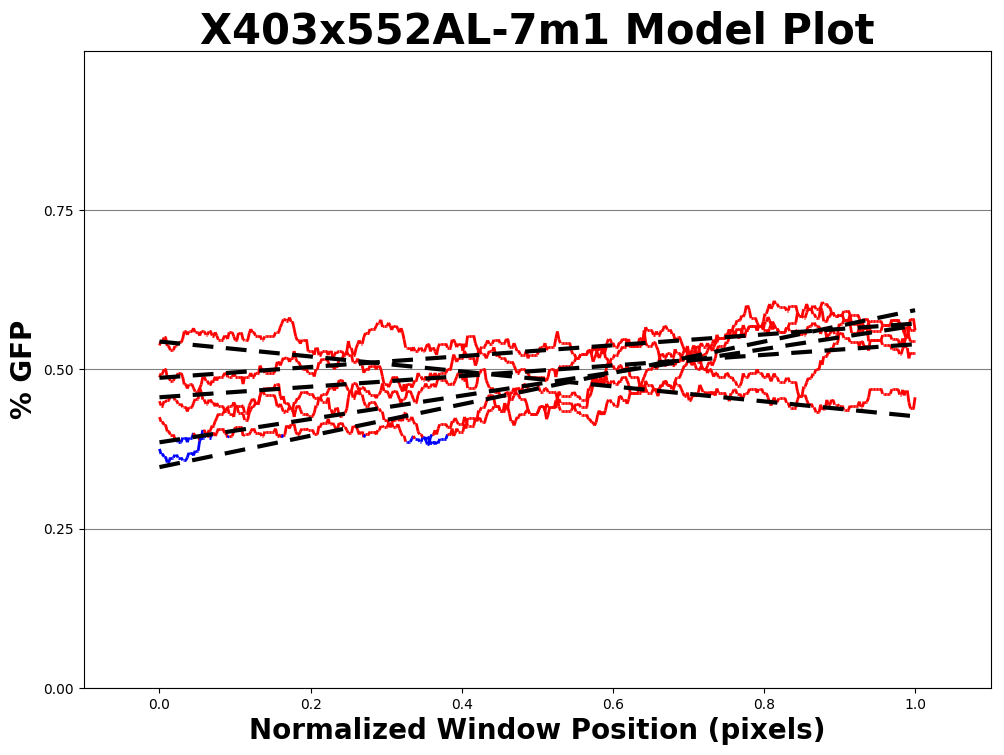 X403x552AL-7m1 Model Plot
% GFP
0.75
0.50
0.25
0.00
0.0 0.2 0.4 0.6 0.8 1.0
Normalized Window Position (pixels)